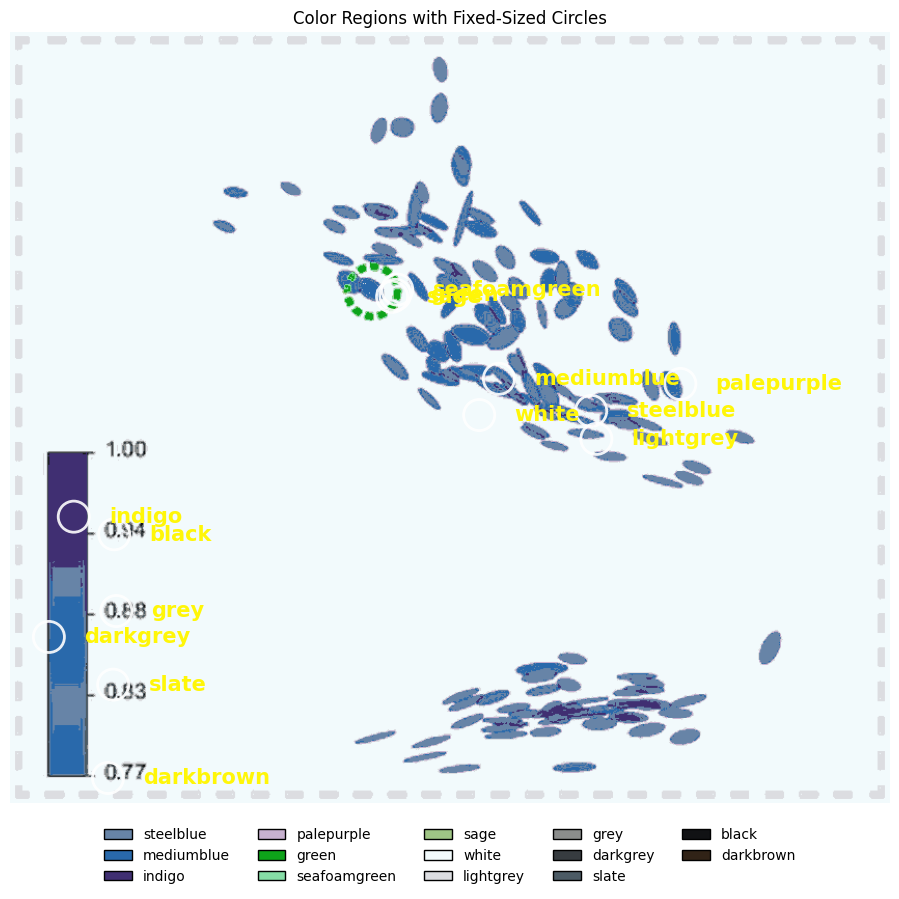 Color Regions with Fixed-Sized Circles
seafoamgreen
green
mediumblue
palepurple
white
steelblue
lightgrey
1.00
indigo
0.94
black
0.88
grey
darkgrey
slate
0.83
0.77
darkbrown
steelblue palepurple sage grey black
mediumblue green white darkgrey darkbrown
indigo seafoamgreen lightgrey slate